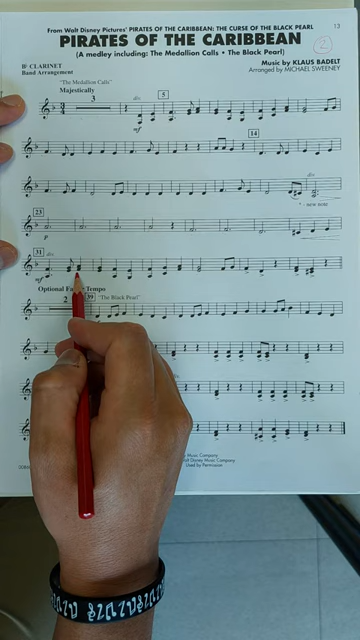 From Walt Disney Pictures' PIRATES OF THE CARIBBEAN: THE CURSE OF THE BLACK PEARL
13
PIRATES OF THE CARIBBEAN
2
(A medley including: The Medallion Calls • The Black Pearl)
B♭ CLARINET
Band Arrangement
Music by KLAUS BADELT
Arranged by MICHAEL SWEENEY
"The Medallion Calls"
Majestically
3
div.
5
mf
14
div.
* - new note
23
p
31
div.
mf
Optional Faster Tempo
2
39
"The Black Pearl"
Music Company
Used by Permission